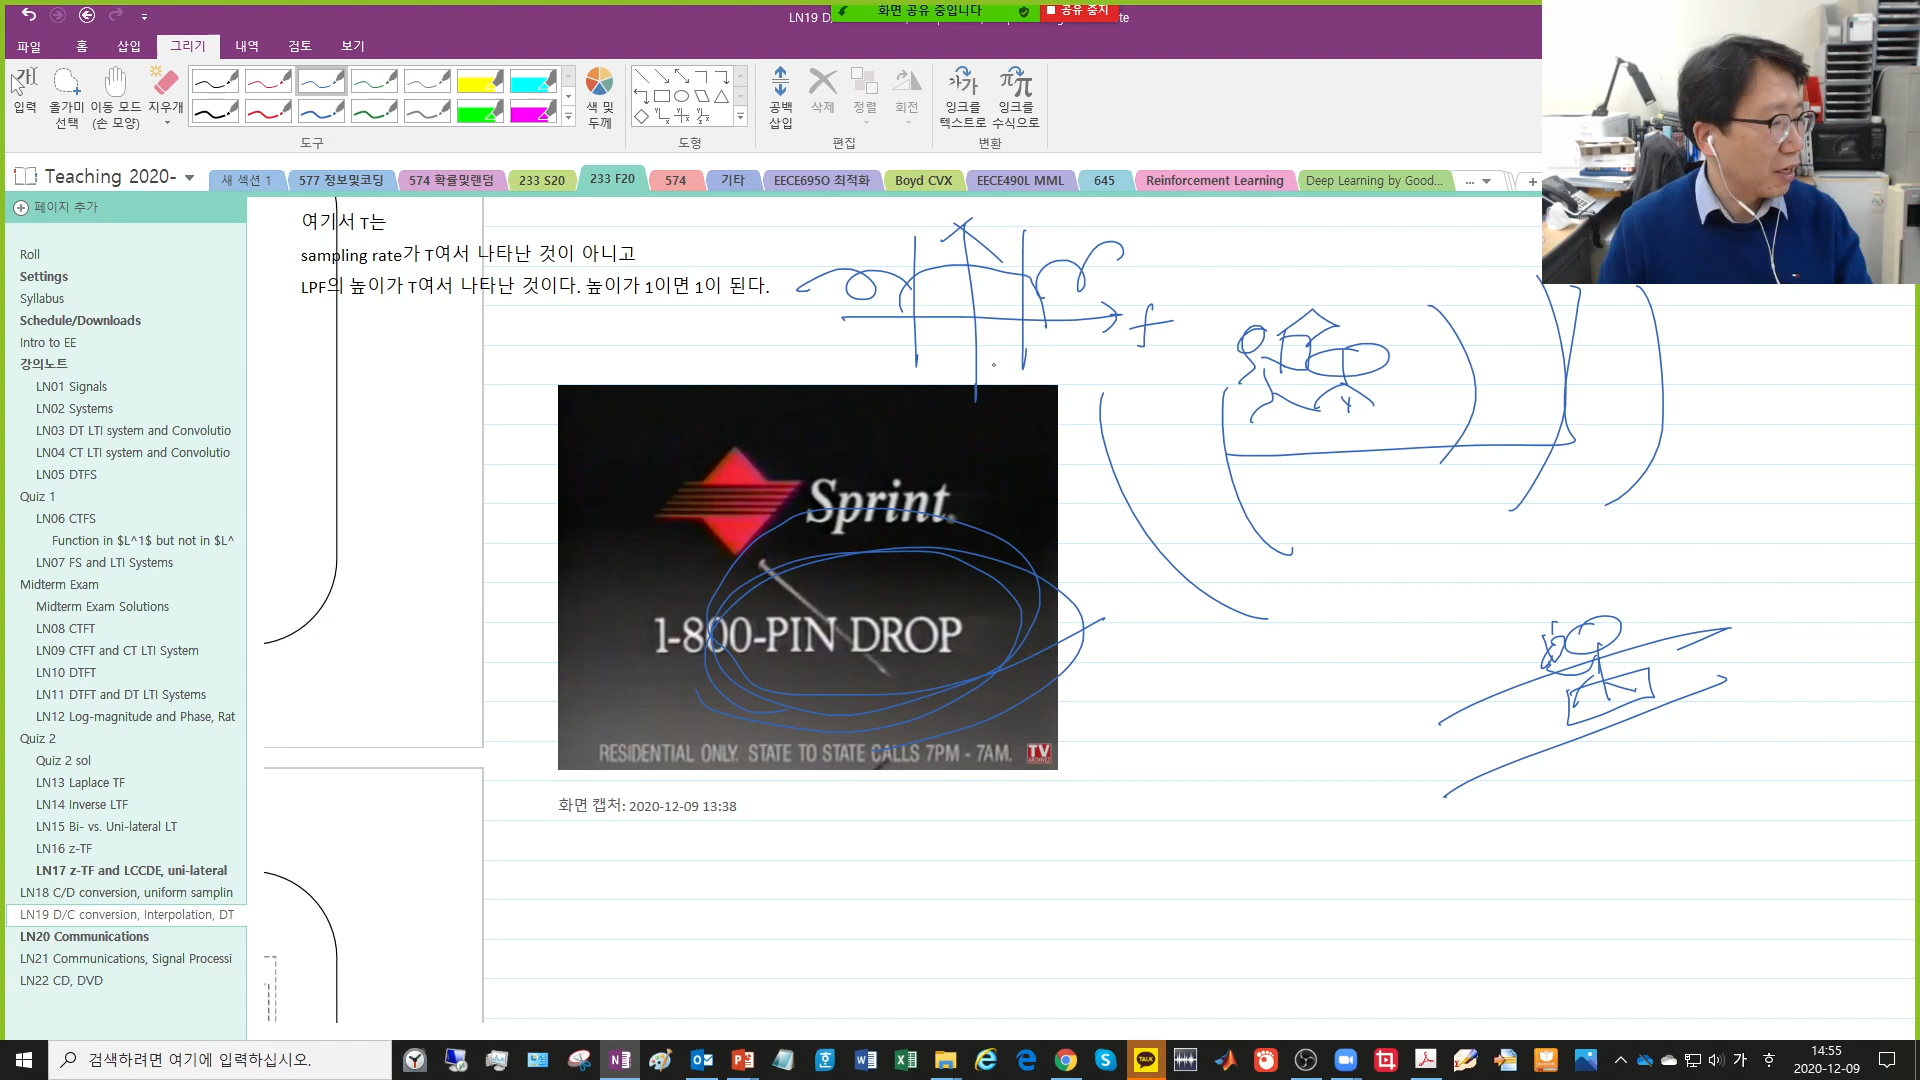 LN19 D/
화면 공유 중입니다
공유 중지
te
파일 홈 삽입 그리기 내역 검토 보기
입력
올가미 선택
이동 모드 (손 모양)
지우개
색 및 두께
공백 삽입
삭제
정렬
회전
잉크를 텍스트로
잉크를 수식으로
도구 도형 편집 변환
Teaching 2020-
새 섹션 1 577 정보및코딩 574 확률및랜덤 233 S20 233 F20 574 기타 EECE695O 최적화 Boyd CVX EECE490L MML 645 Reinforcement Learning Deep Learning by Good... ...
페이지 추가
Roll
Settings
Syllabus
Schedule/Downloads
Intro to EE
강의노트
LN01 Signals
LN02 Systems
LN03 DT LTI system and Convolutio
LN04 CT LTI system and Convolutio
LN05 DTFS
Quiz 1
LN06 CTFS
Function in $L^1$ but not in $L^
LN07 FS and LTI Systems
Midterm Exam
Midterm Exam Solutions
LN08 CTFT
LN09 CTFT and CT LTI System
LN10 DTFT
LN11 DTFT and DT LTI Systems
LN12 Log-magnitude and Phase, Rat
Quiz 2
Quiz 2 sol
LN13 Laplace TF
LN14 Inverse LTF
LN15 Bi- vs. Uni-lateral LT
LN16 z-TF
LN17 z-TF and LCCDE, uni-lateral
LN18 C/D conversion, uniform samplin
LN19 D/C conversion, Interpolation, DT
LN20 Communications
LN21 Communications, Signal Processi
LN22 CD, DVD
여기서 T는
sampling rate가 T여서 나타난 것이 아니고
LPF의 높이가 T여서 나타난 것이다. 높이가 1이면 1이 된다.
f
Sprint.
1-800-PIN DROP
RESIDENTIAL ONLY. STATE TO STATE CALLS 7PM - 7AM.
TV
화면 캡처: 2020-12-09 13:38
검색하려면 여기에 입력하십시오.
TALK
가
14:55
2020-12-09